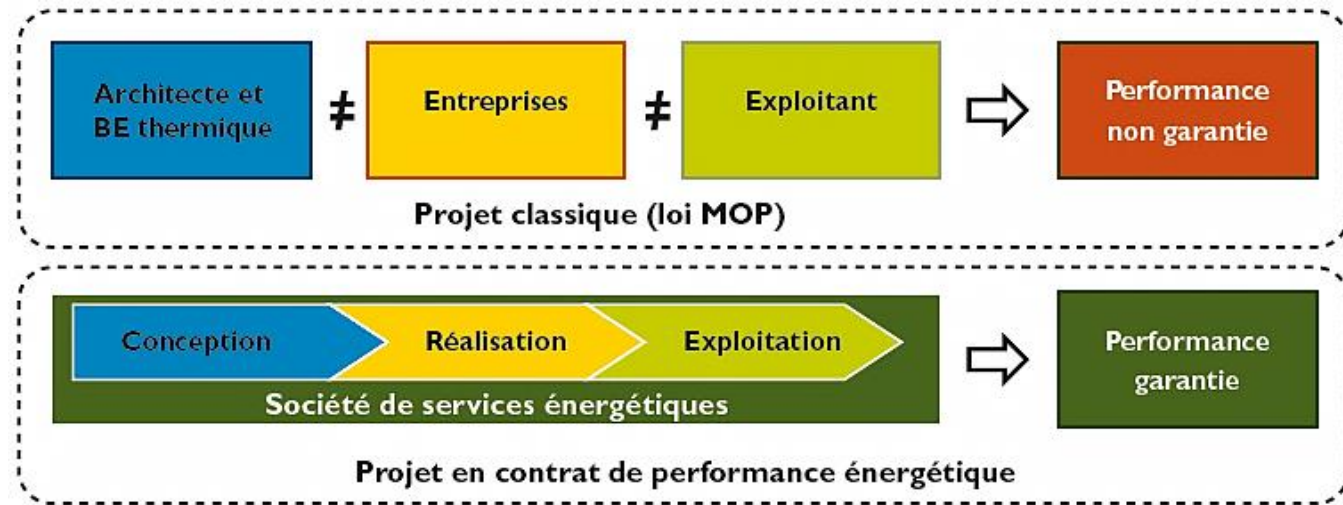 Architecte et
BE thermique
≠
Entreprises
≠
Exploitant
Performance
non garantie
Projet classique (loi MOP)
Conception
Réalisation
Exploitation
Société de services énergétiques
Performance
garantie
Projet en contrat de performance énergétique